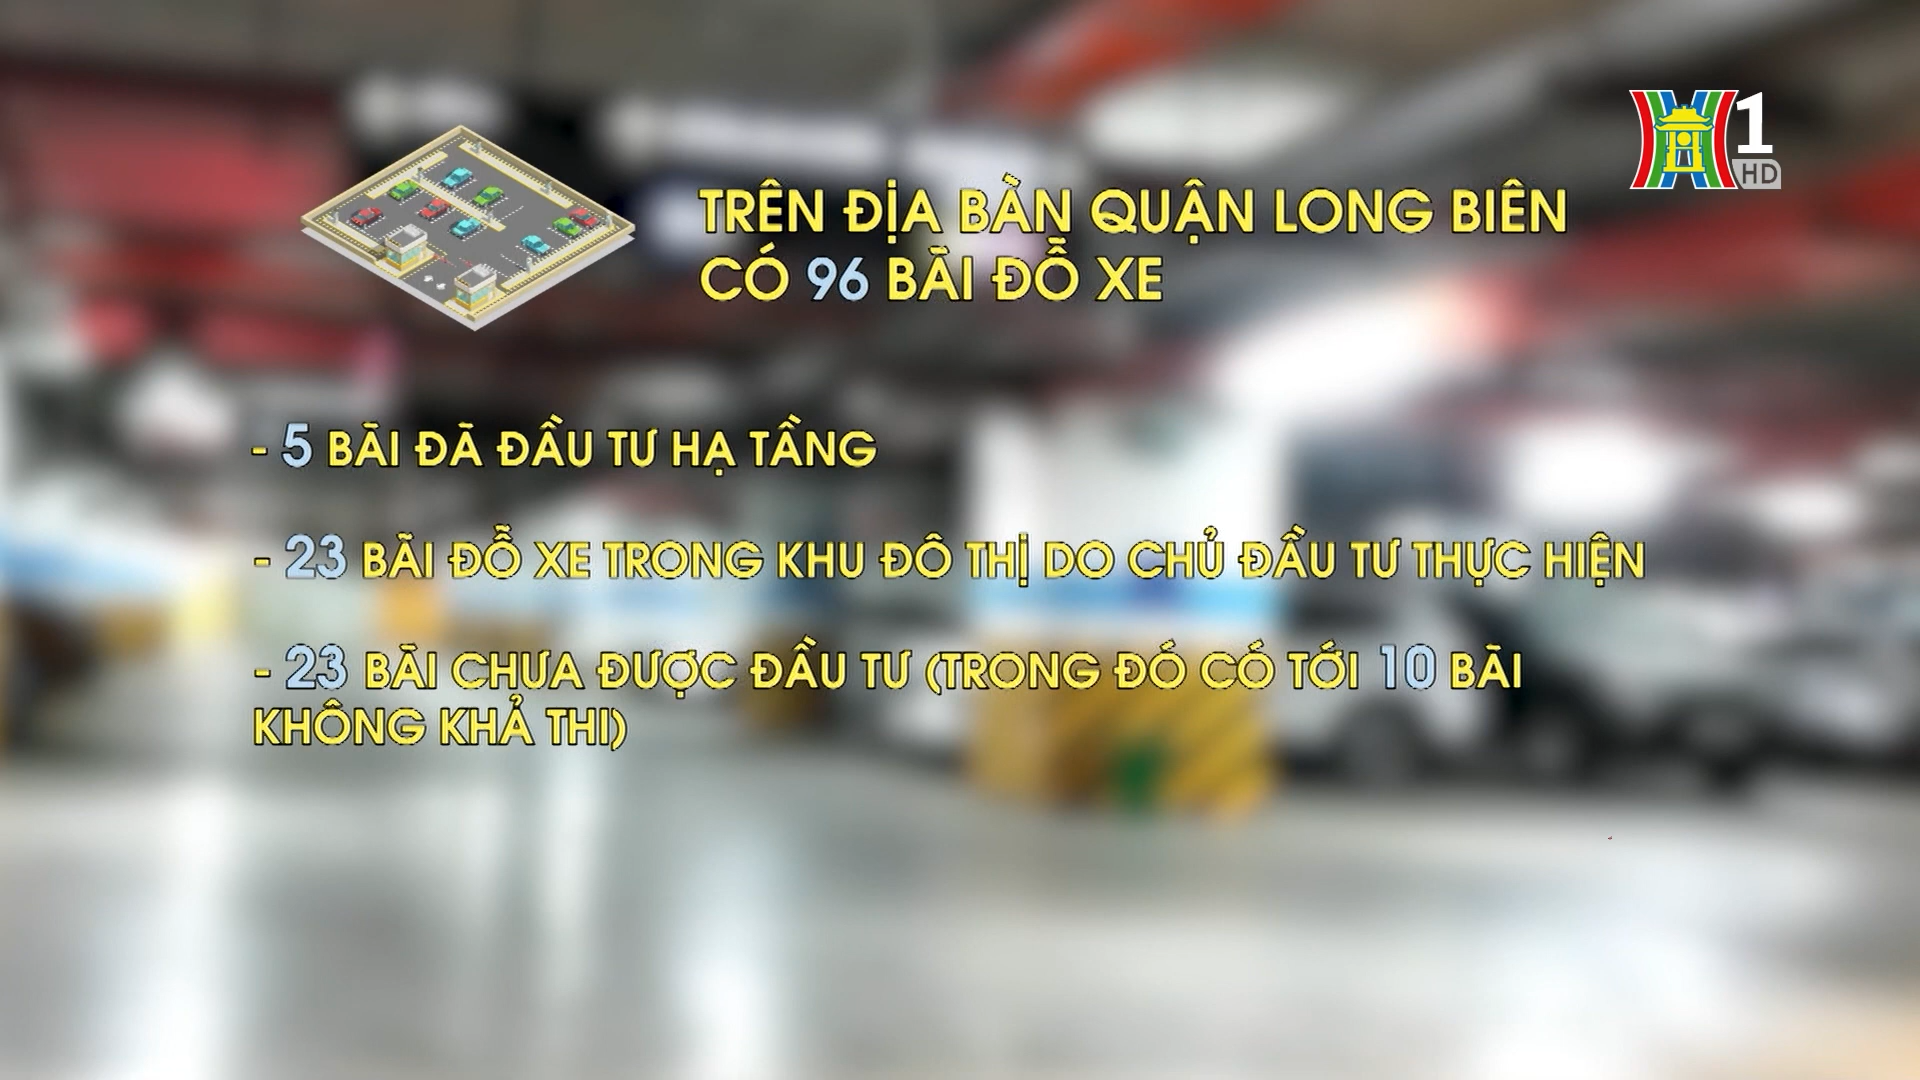 1
HD
TRÊN ĐỊA BÀN QUẬN LONG BIÊN
CÓ 96 BÃI ĐỖ XE
- 5 BÃI ĐÃ ĐẦU TƯ HẠ TẦNG
- 23 BÃI ĐỖ XE TRONG KHU ĐÔ THỊ DO CHỦ ĐẦU TƯ THỰC HIỆN
- 23 BÃI CHƯA ĐƯỢC ĐẦU TƯ (TRONG ĐÓ CÓ TỚI 10 BÃI
KHÔNG KHẢ THI)